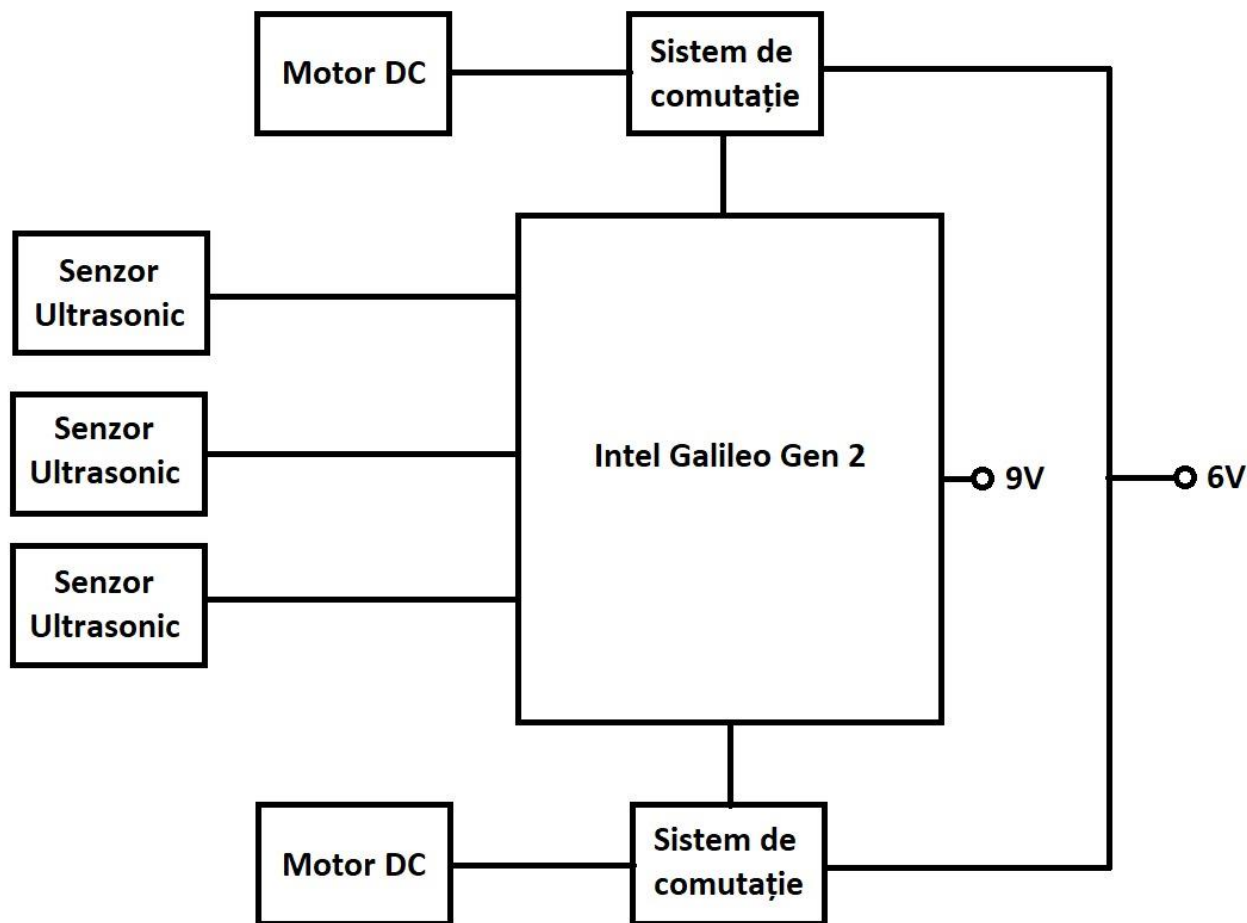 Motor DC
Sistem de
comutație
Senzor
Ultrasonic
Senzor
Ultrasonic
Senzor
Ultrasonic
Intel Galileo Gen 2
9V
6V
Motor DC
Sistem de
comutație